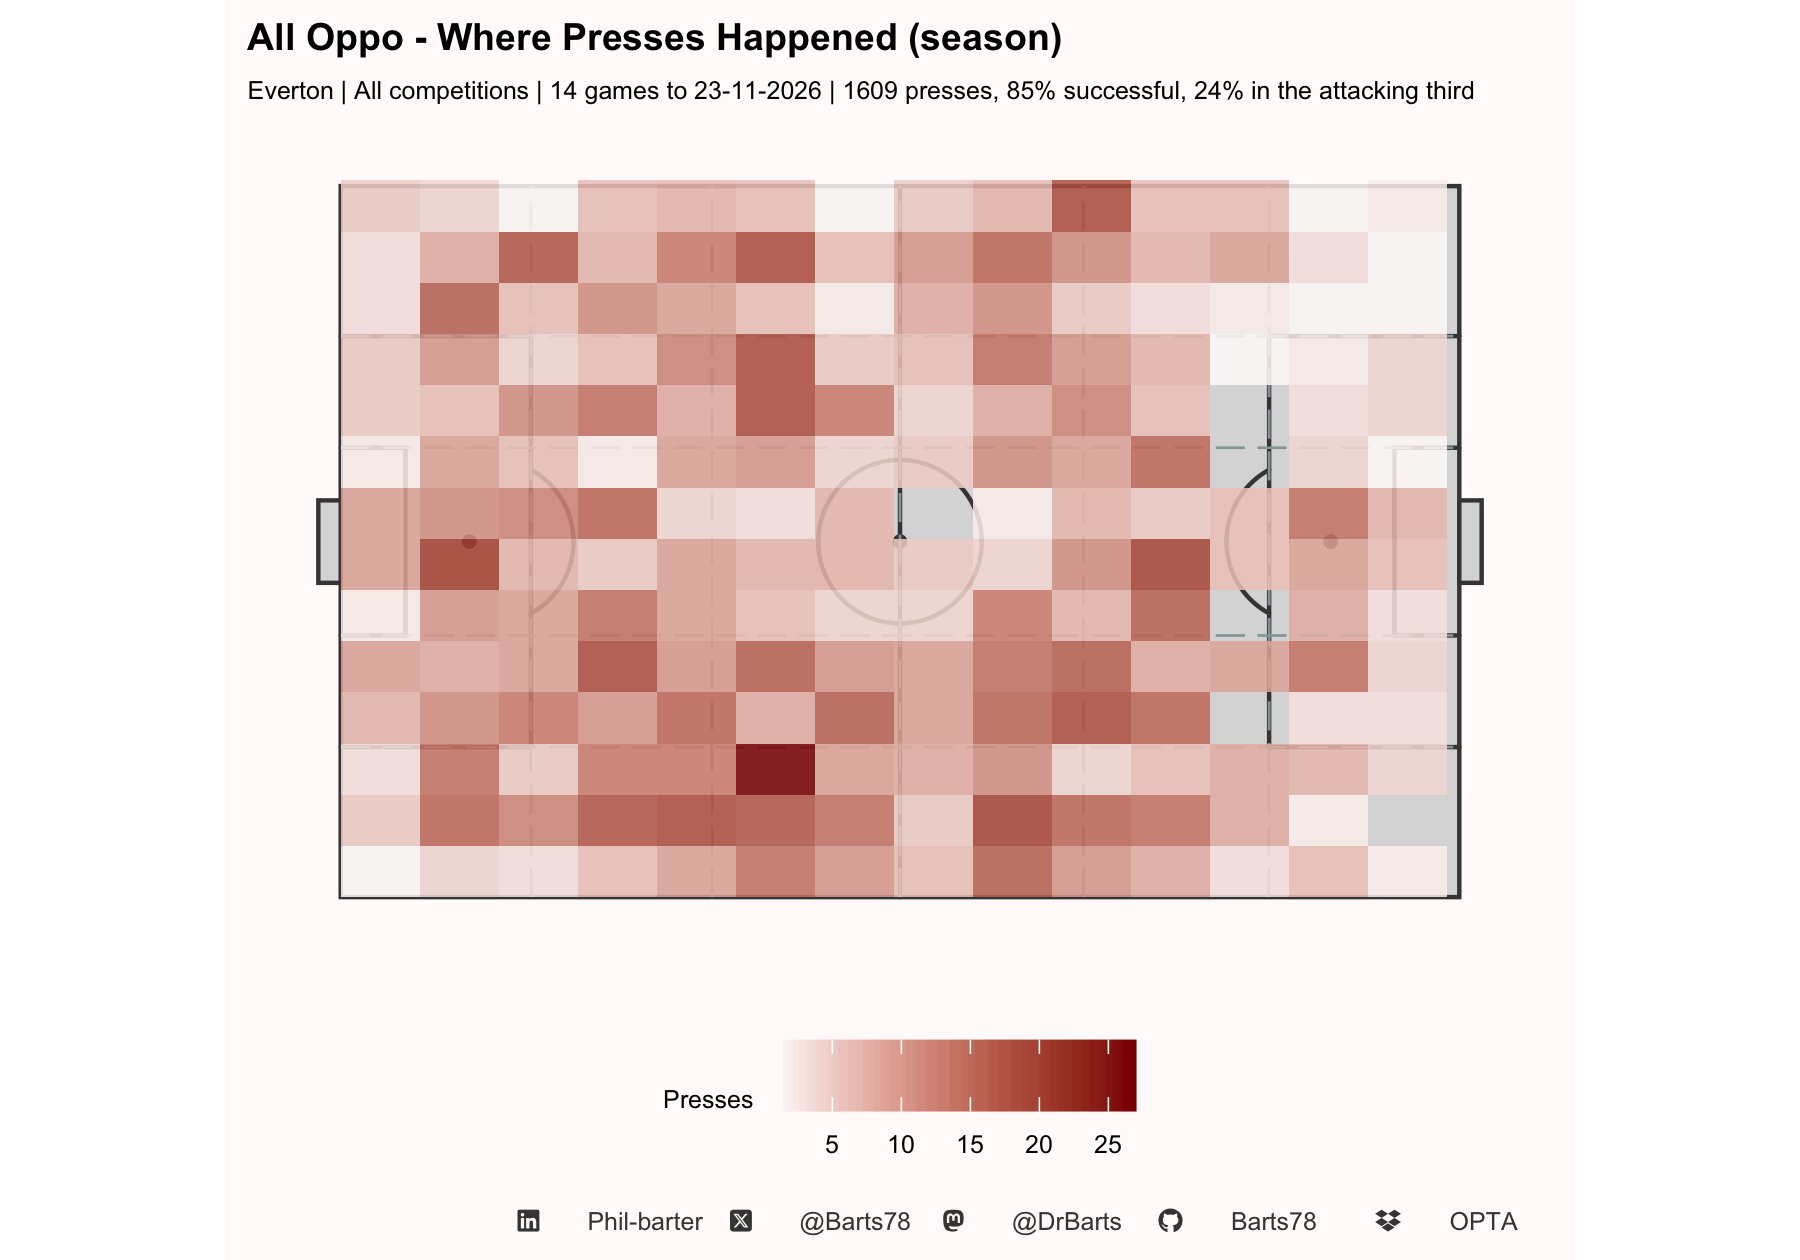 All Oppo - Where Presses Happened (season)
Everton | All competitions | 14 games to 23-11-2026 | 1609 presses, 85% successful, 24% in the attacking third
Presses
5 10 15 20 25
Phil-barter @Barts78 @DrBarts Barts78 OPTA